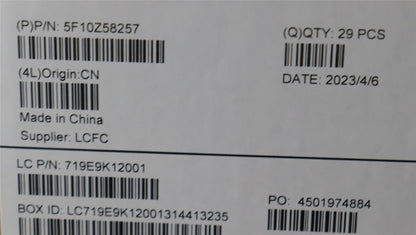 (P)P/N: 5F10Z58257
(Q)QTY: 29 PCS
(4L)Origin:CN
DATE: 2023/4/6
Made in China
Supplier: LCFC
LC P/N: 719E9K12001
PO: 4501974884
BOX ID: LC719E9K12001314413235